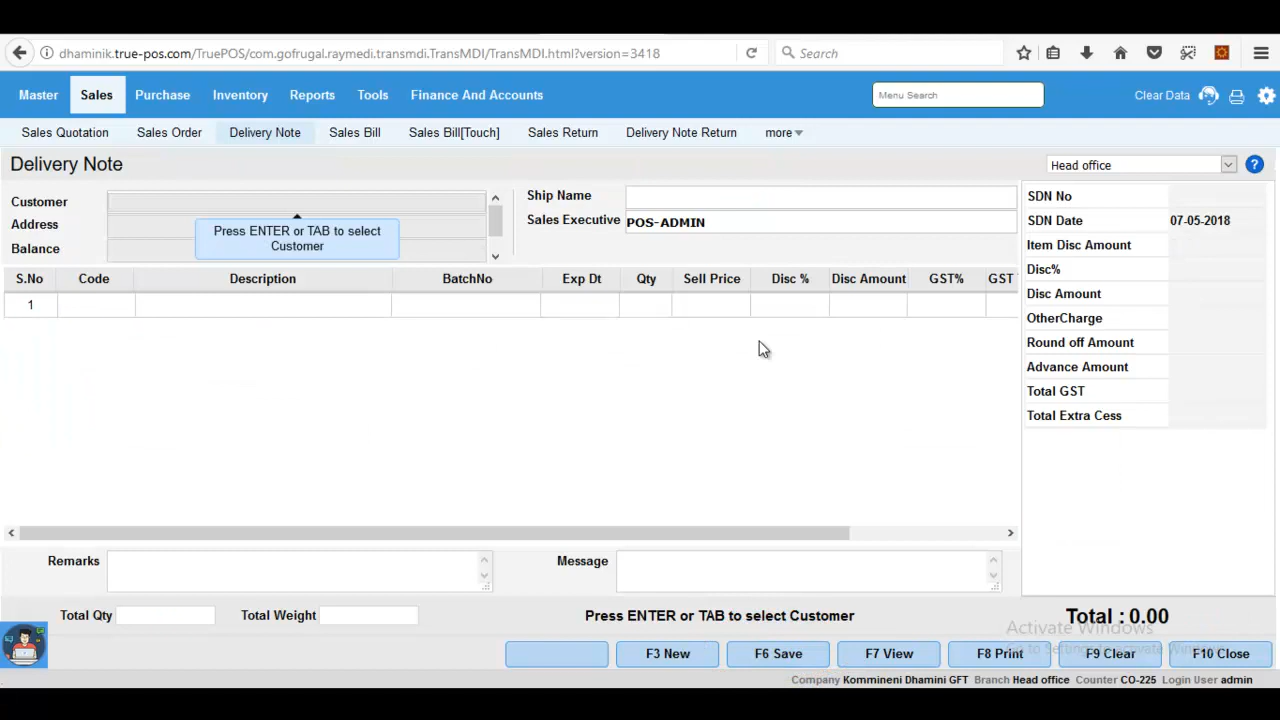 dhaminik.true-pos.com/TruePOS/com.gofrugal.raymedi.transmdi.TransMDI/TransMDI.html?version=3418
Search
Master Sales Purchase Inventory Reports Tools Finance And Accounts
Menu Search
Clear Data
Sales Quotation Sales Order Delivery Note Sales Bill Sales Bill[Touch] Sales Return Delivery Note Return more
Delivery Note
Head office
?
Customer
Address
Balance
Press ENTER or TAB to select
Customer
Ship Name
Sales Executive POS-ADMIN
SDN No
SDN Date 07-05-2018
Item Disc Amount
Disc%
Disc Amount
OtherCharge
Round off Amount
Advance Amount
Total GST
Total Extra Cess
S.No Code Description BatchNo Exp Dt Qty Sell Price Disc % Disc Amount GST% GST
1
Remarks
Message
Total Qty
Total Weight
Press ENTER or TAB to select Customer
Total : 0.00
Activate Windows
Go to Settings to activate Windows.
F3 New F6 Save F7 View F8 Print F9 Clear F10 Close
Company Kommineni Dhamini GFT Branch Head office Counter CO-225 Login User admin